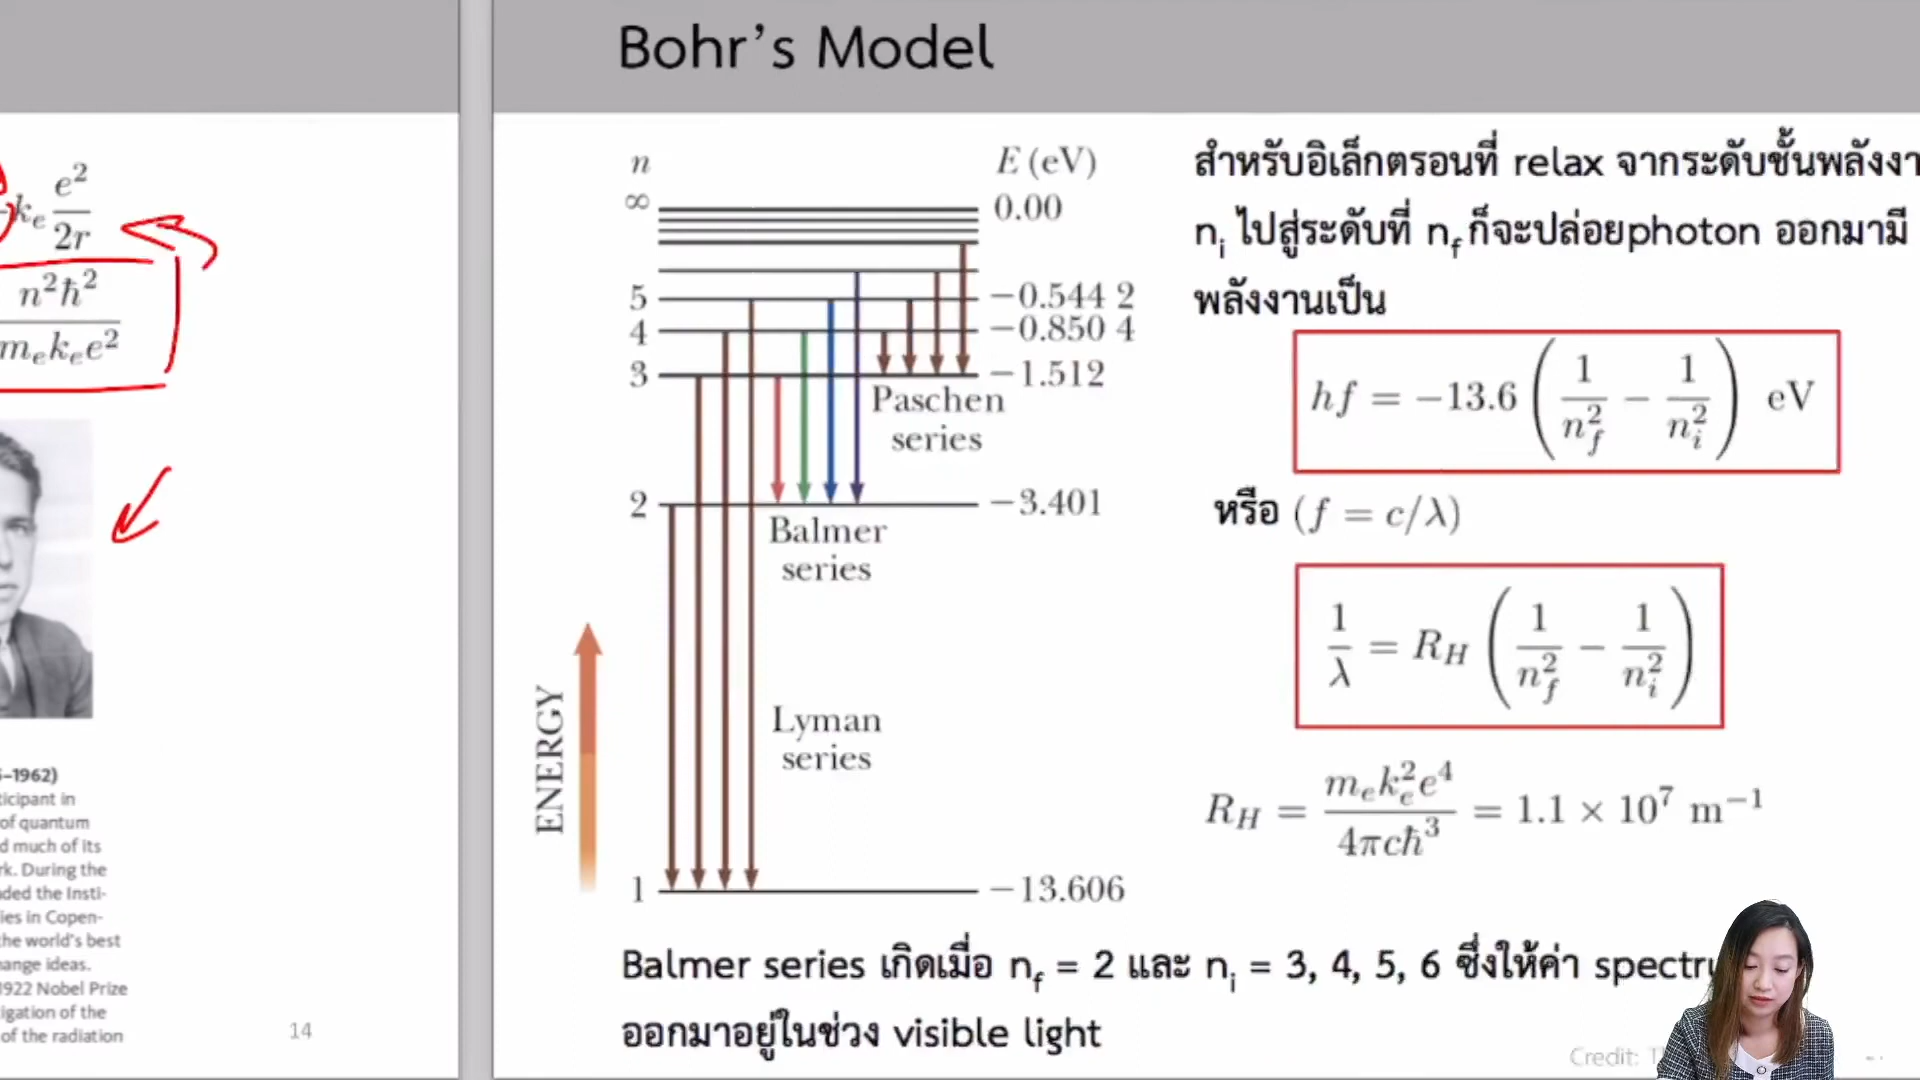 Bohr’s Model
kₑ e²/2r
n²ħ²
mₑkₑe²
–1962)
ticipant in
of quantum
d much of its
rk. During the
ded the Insti-
ies in Copen-
he world's best
ange ideas.
1922 Nobel Prize
igation of the
of the radiation
14
n E (eV)
∞ 0.00
5 −0.544 2
4 −0.850 4
3 −1.512
Paschen
series
2 −3.401
Balmer
series
ENERGY
Lyman
series
1 −13.606
สำหรับอิเล็กตรอนที่ relax จากระดับชั้นพลังงา
nᵢ ไปสู่ระดับที่ n_f ก็จะปล่อยphoton ออกมามี
พลังงานเป็น
hf = −13.6 (1/n_f² − 1/nᵢ²) eV
หรือ (f = c/λ)
1/λ = R_H (1/n_f² − 1/nᵢ²)
R_H = mₑkₑ²e⁴/4πcħ³ = 1.1 × 10⁷ m⁻¹
Balmer series เกิดเมื่อ n_f = 2 และ nᵢ = 3, 4, 5, 6 ซึ่งให้ค่า spectr
ออกมาอยู่ในช่วง visible light
Credit: